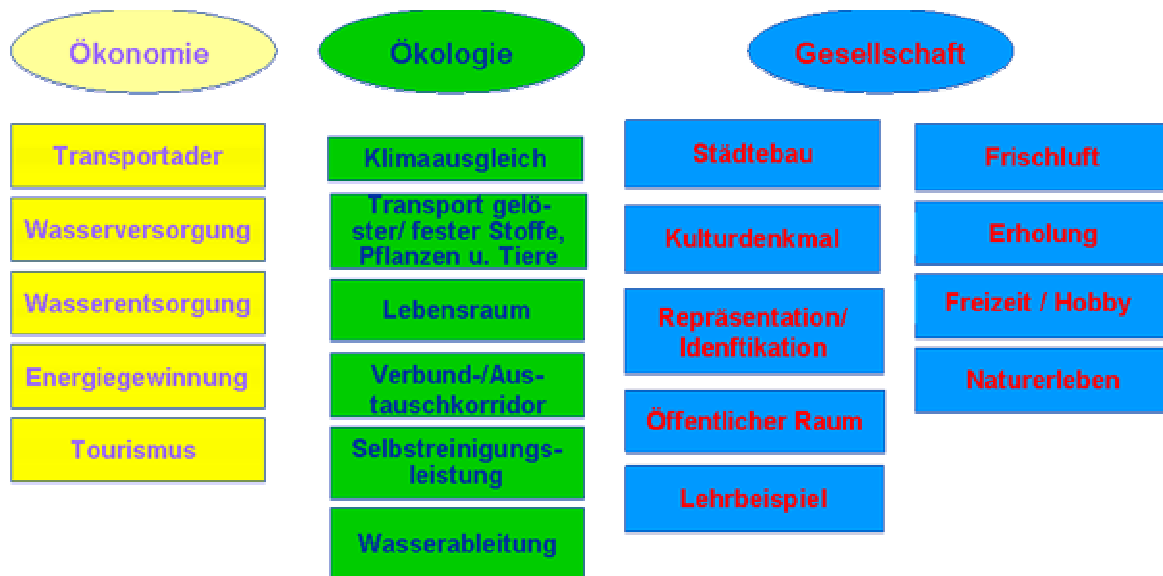 Ökonomie
Ökologie
Gesellschaft
Transportader
Wasserversorgung
Wasserentsorgung
Energiegewinnung
Tourismus
Klimaausgleich
Transport gelö-
ster/ fester Stoffe,
Pflanzen u. Tiere
Lebensraum
Verbund-/Aus-
tauschkorridor
Selbstreinigungs-
leistung
Wasserableitung
Städtebau
Kulturdenkmal
Repräsentation/
Idenftikation
Öffentlicher Raum
Lehrbeispiel
Frischluft
Erholung
Freizeit / Hobby
Naturerleben